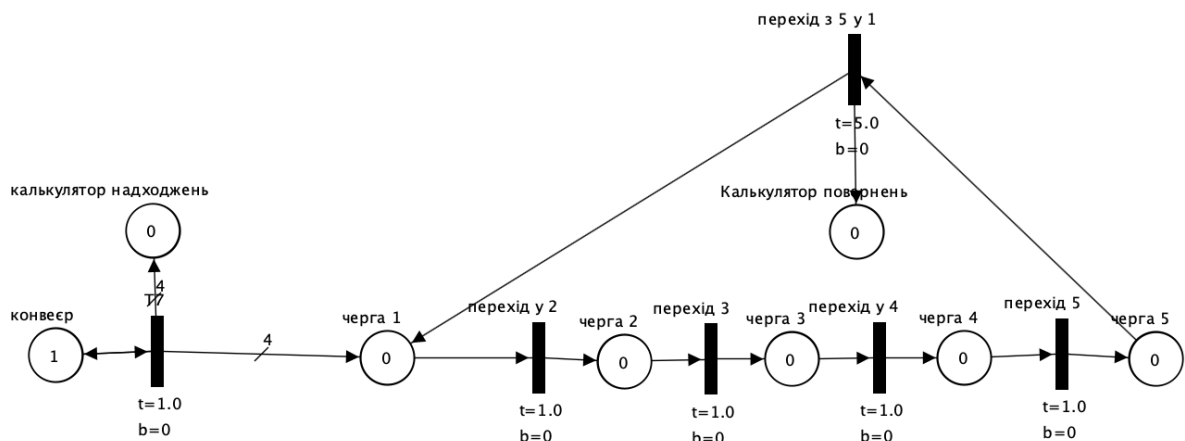 перехід з 5 у 1
t=5.0
b=0
калькулятор надходжень
0
Калькулятор повернень
0
4
конвеєр
1
t=1.0
b=0
4
черга 1
0
перехід у 2
t=1.0
b=0
черга 2
0
перехід 3
t=1.0
b=0
черга 3
0
перехід у 4
t=1.0
b=0
черга 4
0
перехід 5
t=1.0
b=0
черга 5
0